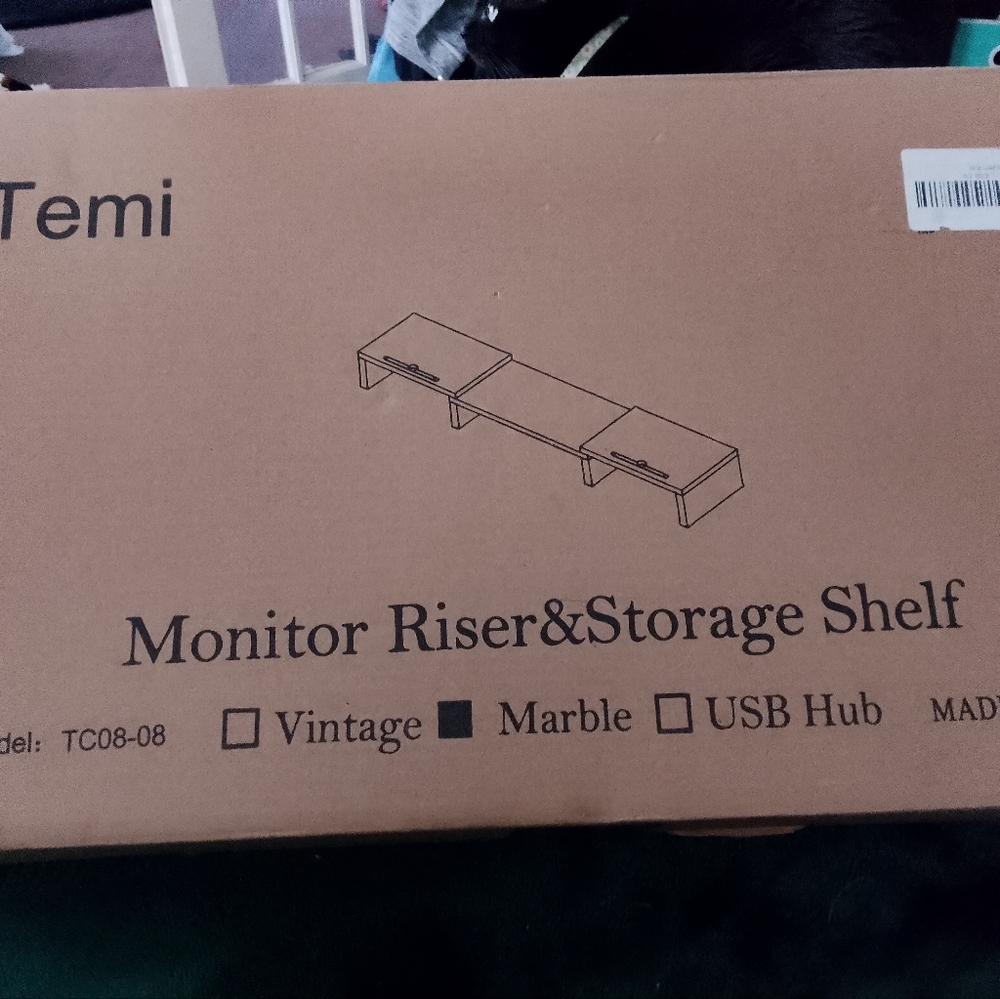 Temi
Monitor Riser&Storage Shelf
del: TC08-08 Vintage Marble USB Hub MAD